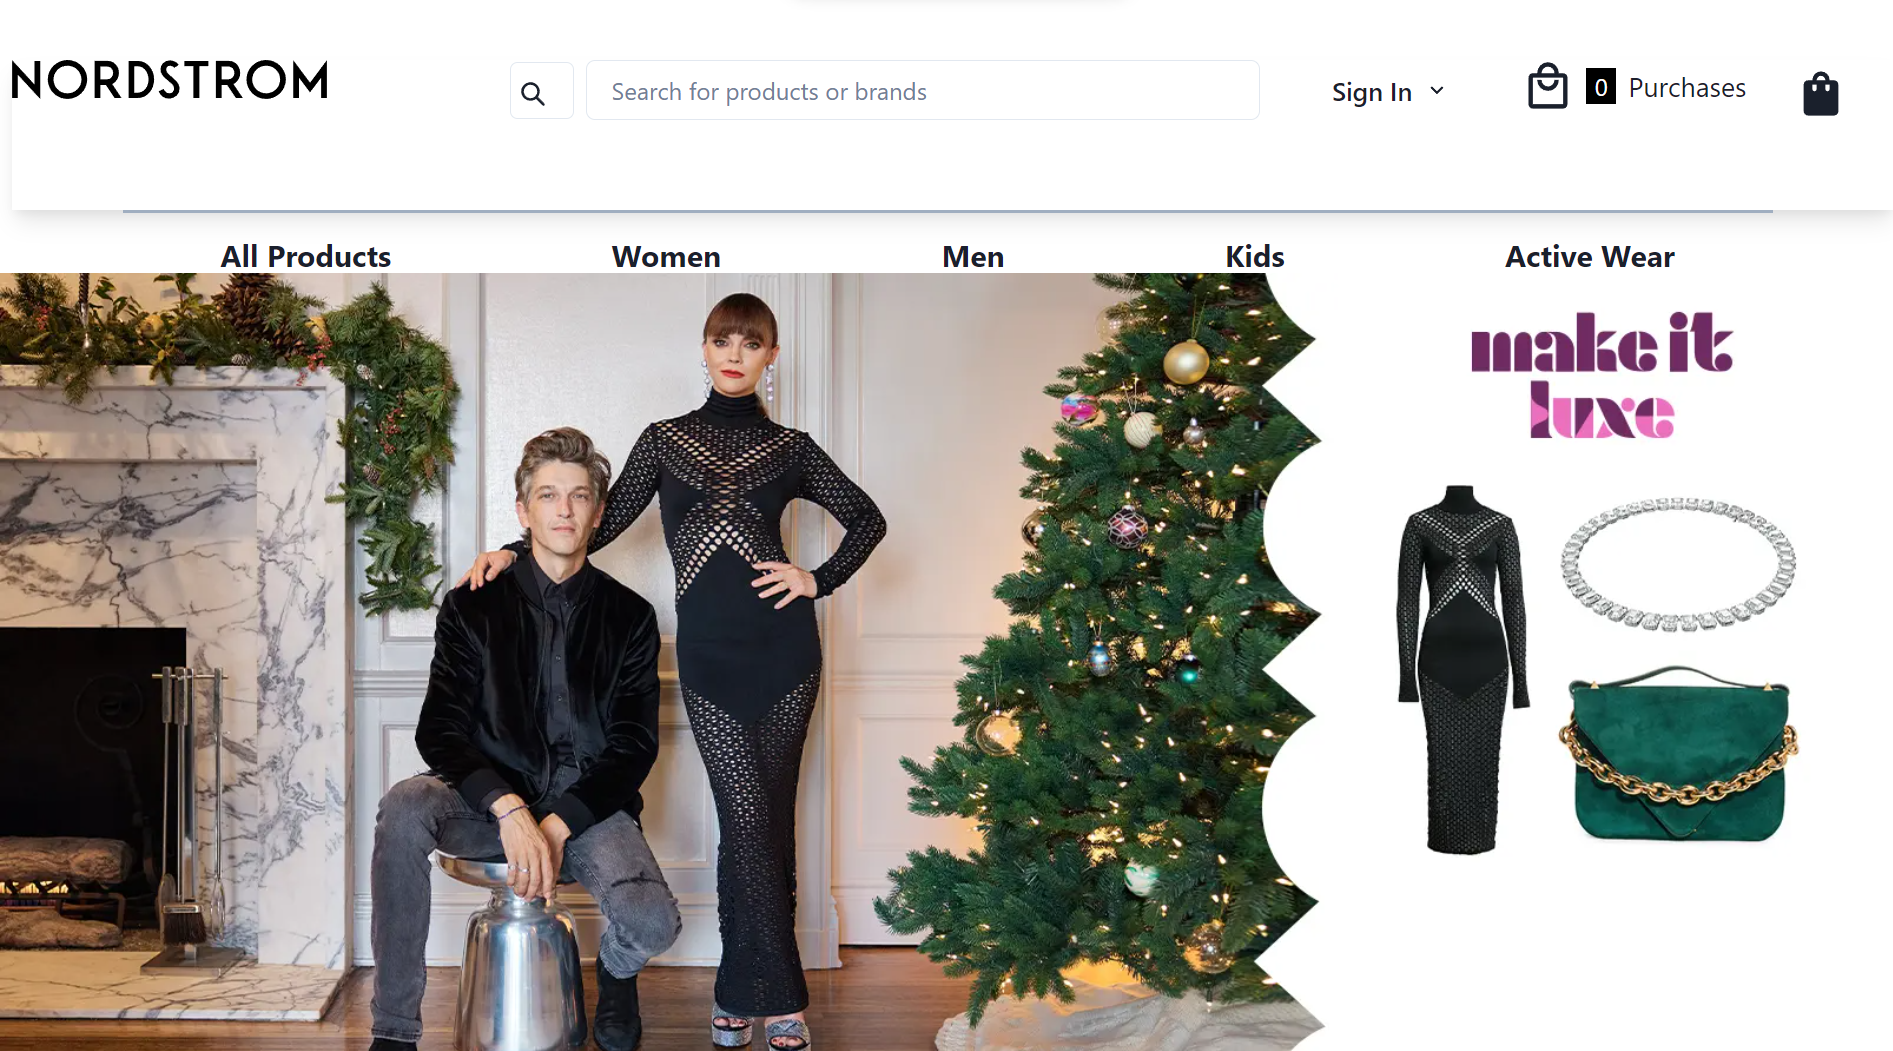 NORDSTROM
Search for products or brands
Sign In
0 Purchases
All Products Women Men Kids Active Wear
make it
luxe